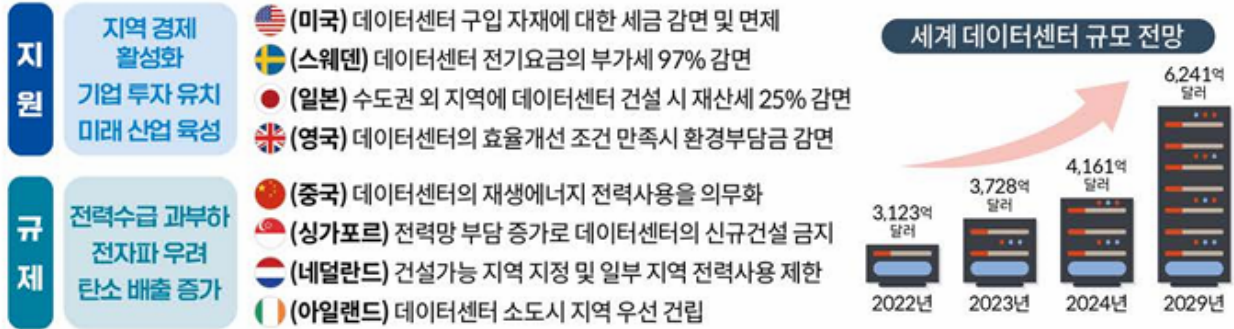 지원
지역 경제
활성화
기업 투자 유치
미래 산업 육성
(미국) 데이터센터 구입 자재에 대한 세금 감면 및 면제
(스웨덴) 데이터센터 전기요금의 부가세 97% 감면
(일본) 수도권 외 지역에 데이터센터 건설 시 재산세 25% 감면
(영국) 데이터센터의 효율개선 조건 만족시 환경부담금 감면
규제
전력수급 과부하
전자파 우려
탄소 배출 증가
(중국) 데이터센터의 재생에너지 전력사용을 의무화
(싱가포르) 전력망 부담 증가로 데이터센터의 신규건설 금지
(네덜란드) 건설가능 지역 지정 및 일부 지역 전력사용 제한
(아일랜드) 데이터센터 소도시 지역 우선 건립
세계 데이터센터 규모 전망
3,123억
달러
3,728억
달러
4,161억
달러
6,241억
달러
2022년
2023년
2024년
2029년